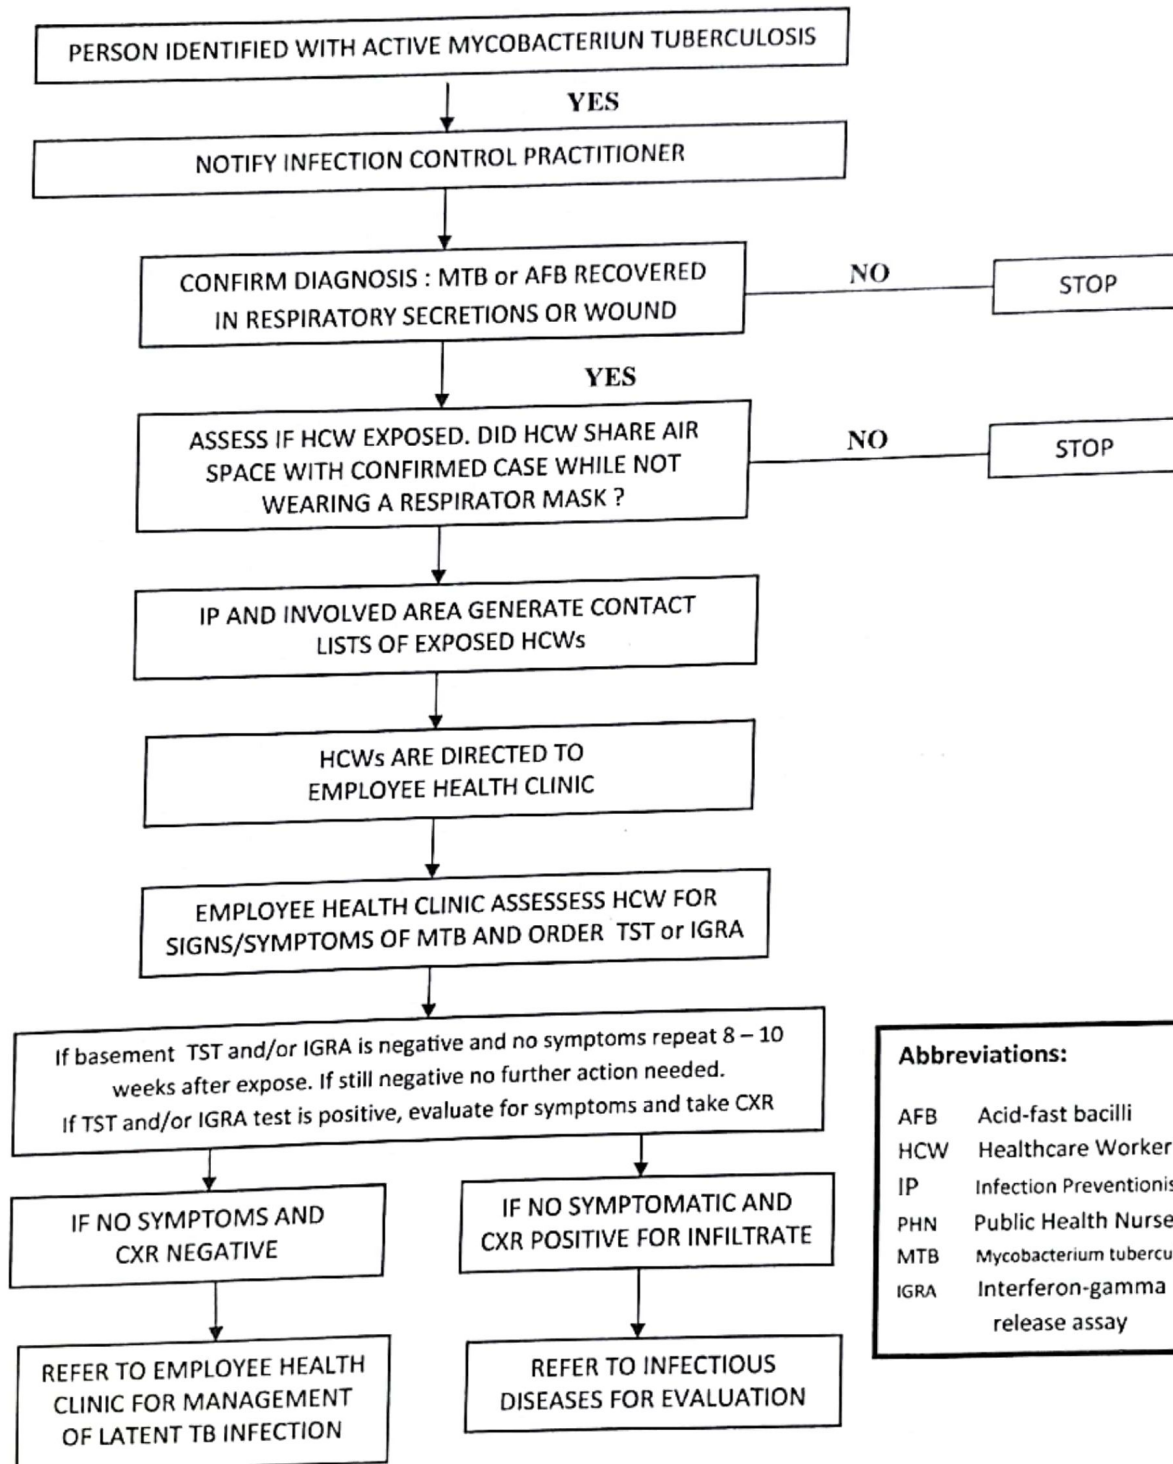 PERSON IDENTIFIED WITH ACTIVE MYCOBACTERIUN TUBERCULOSIS
YES
NOTIFY INFECTION CONTROL PRACTITIONER
CONFIRM DIAGNOSIS : MTB or AFB RECOVERED
IN RESPIRATORY SECRETIONS OR WOUND
NO
STOP
YES
ASSESS IF HCW EXPOSED. DID HCW SHARE AIR
SPACE WITH CONFIRMED CASE WHILE NOT
WEARING A RESPIRATOR MASK ?
NO
STOP
IP AND INVOLVED AREA GENERATE CONTACT
LISTS OF EXPOSED HCWs
HCWs ARE DIRECTED TO
EMPLOYEE HEALTH CLINIC
EMPLOYEE HEALTH CLINIC ASSESSESS HCW FOR
SIGNS/SYMPTOMS OF MTB AND ORDER TST or IGRA
If basement TST and/or IGRA is negative and no symptoms repeat 8 – 10
weeks after expose. If still negative no further action needed.
If TST and/or IGRA test is positive, evaluate for symptoms and take CXR
IF NO SYMPTOMS AND
CXR NEGATIVE
IF NO SYMPTOMATIC AND
CXR POSITIVE FOR INFILTRATE
REFER TO EMPLOYEE HEALTH
CLINIC FOR MANAGEMENT
OF LATENT TB INFECTION
REFER TO INFECTIOUS
DISEASES FOR EVALUATION
Abbreviations:
AFB Acid-fast bacilli
HCW Healthcare Worker
IP Infection Preventionis
PHN Public Health Nurse
MTB Mycobacterium tubercu
IGRA Interferon-gamma
release assay